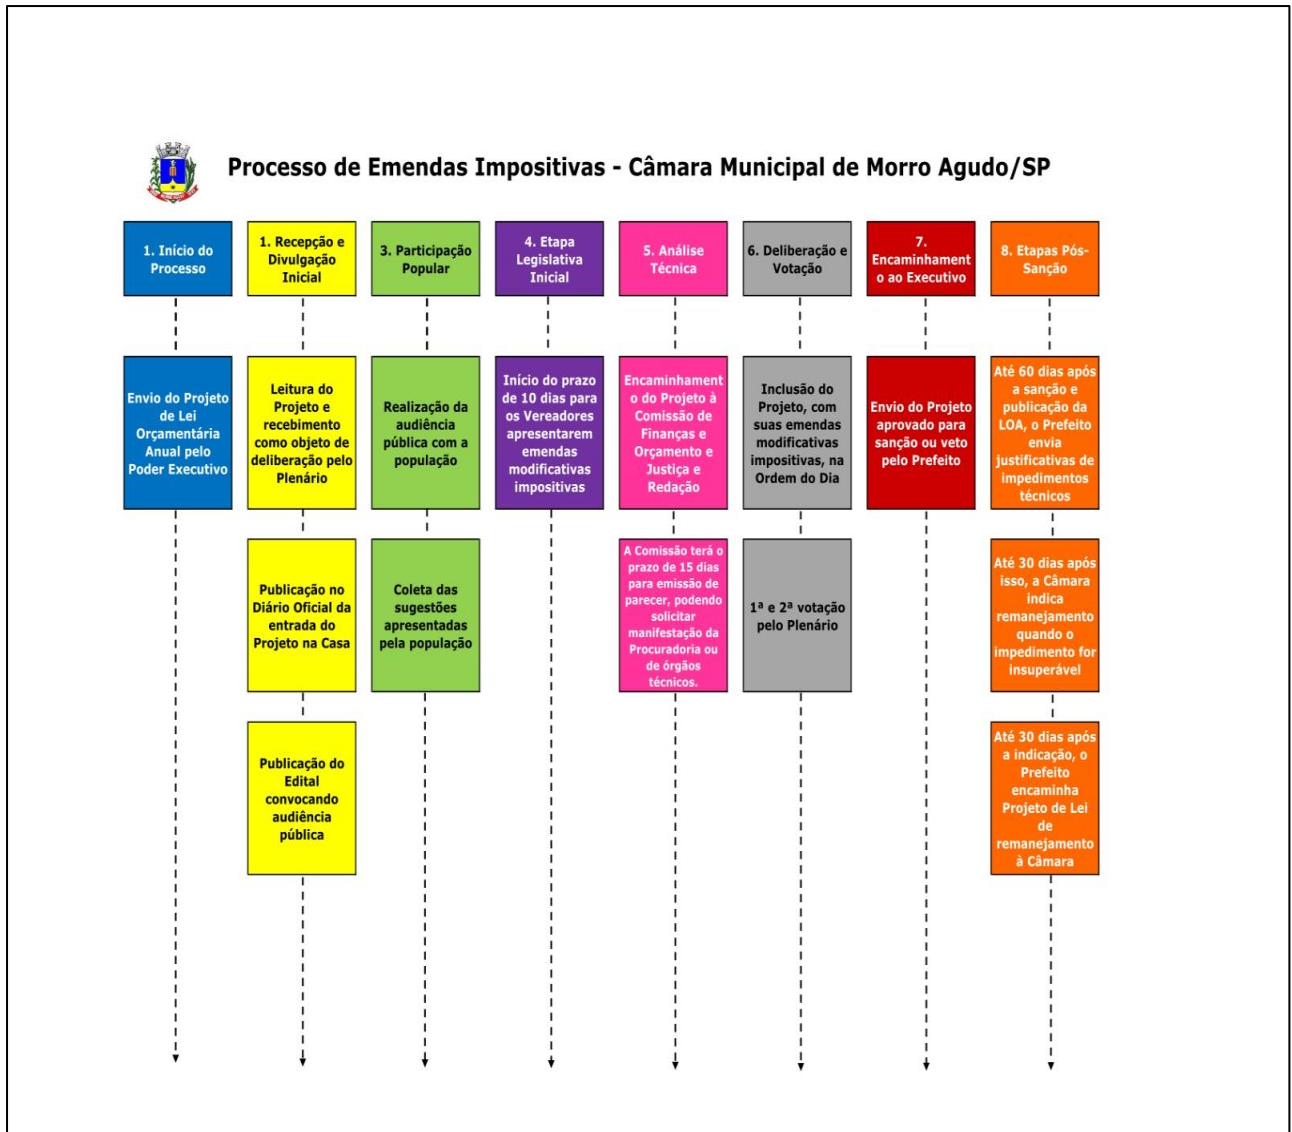 Processo de Emendas Impositivas - Câmara Municipal de Morro Agudo/SP
1. Início do
Processo
1. Recepção e
Divulgação
Inicial
3. Participação
Popular
4. Etapa
Legislativa
Inicial
5. Análise
Técnica
6. Deliberação e
Votação
7.
Encaminhament
o ao Executivo
8. Etapas Pós-
Sanção
Envio do Projeto
de Lei
Orçamentária
Anual pelo
Poder Executivo
Leitura do
Projeto e
recebimento
como objeto de
deliberação pelo
Plenário
Realização da
audiência
pública com a
população
Início do prazo
de 10 dias para
os Vereadores
apresentarem
emendas
modificativas
impositivas
Encaminhament
o do Projeto à
Comissão de
Finanças e
Orçamento e
Justiça e
Redação
Inclusão do
Projeto, com
suas emendas
modificativas
impositivas, na
Ordem do Dia
Envio do Projeto
aprovado para
sanção ou veto
pelo Prefeito
Até 60 dias após
a sanção e
publicação da
LOA, o Prefeito
envia
justificativas de
impedimentos
técnicos
Publicação no
Diário Oficial da
entrada do
Projeto na Casa
Coleta das
sugestões
apresentadas
pela população
A Comissão terá o
prazo de 15 dias
para emissão de
parecer, podendo
solicitar
manifestação da
Procuradoria ou
de órgãos
técnicos.
1ª e 2ª votação
pelo Plenário
Até 30 dias após
isso, a Câmara
indica
remanejamento
quando o
impedimento for
insuperável
Publicação do
Edital
convocando
audiência
pública
Até 30 dias após
a indicação, o
Prefeito
encaminha
Projeto de Lei
de
remanejamento
à Câmara